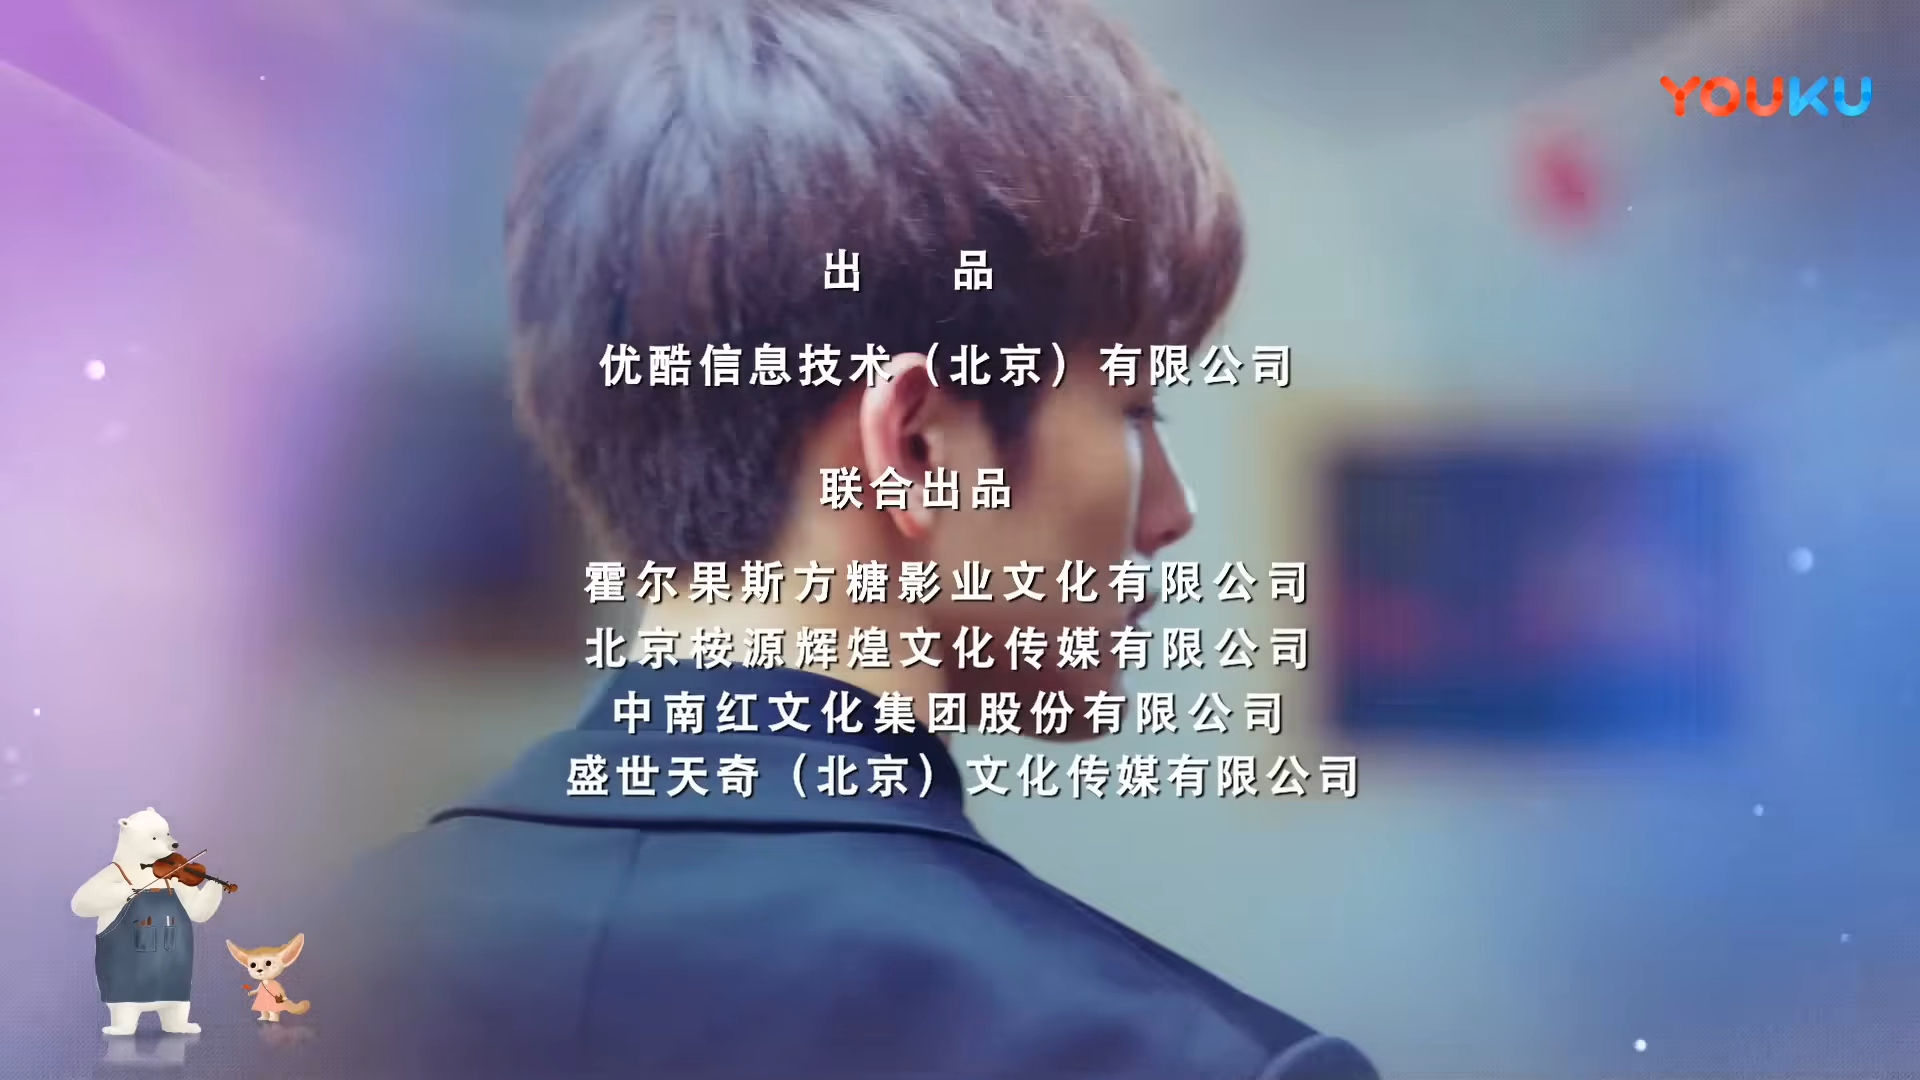 YOUKU
出 品
优酷信息技术（北京）有限公司
联合出品
霍尔果斯方糖影业文化有限公司
北京桉源辉煌文化传媒有限公司
中南红文化集团股份有限公司
盛世天奇（北京）文化传媒有限公司